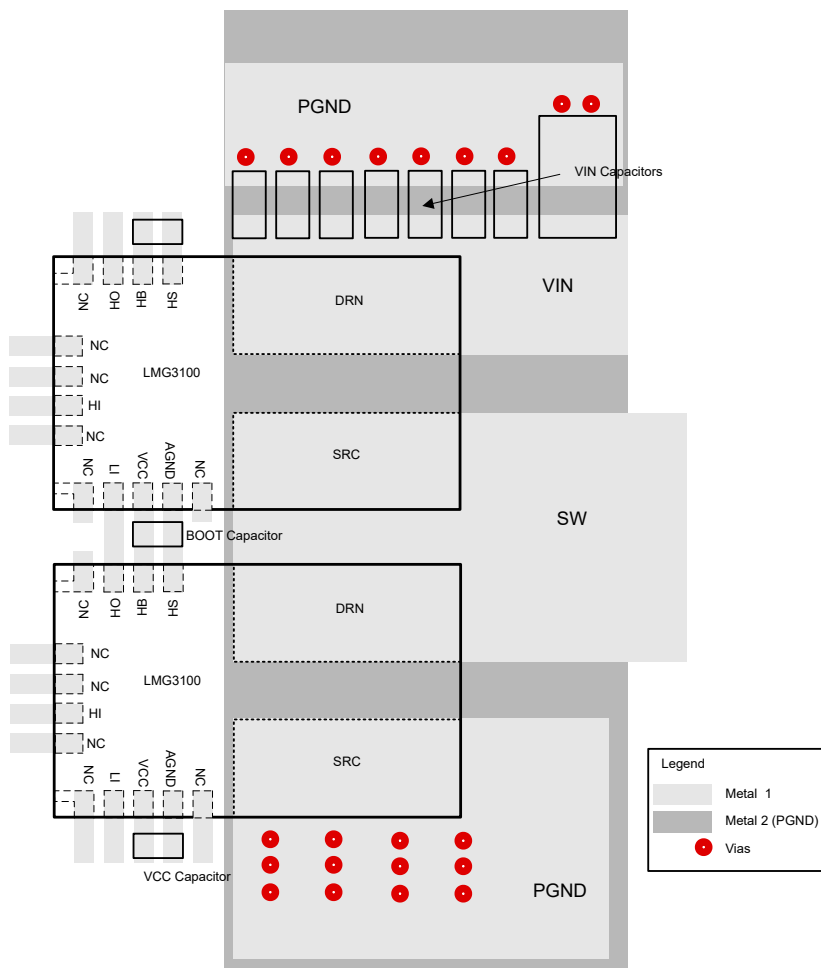 PGND
VIN Capacitors
VIN
NC
HO
HB
SH
DRN
NC
LMG3100
NC
HI
NC
NC
LI
VCC
AGND
NC
SRC
SW
BOOT Capacitor
NC
HO
HB
SH
DRN
NC
LMG3100
NC
HI
NC
NC
LI
VCC
AGND
NC
SRC
VCC Capacitor
PGND
Legend
Metal 1
Metal 2 (PGND)
Vias